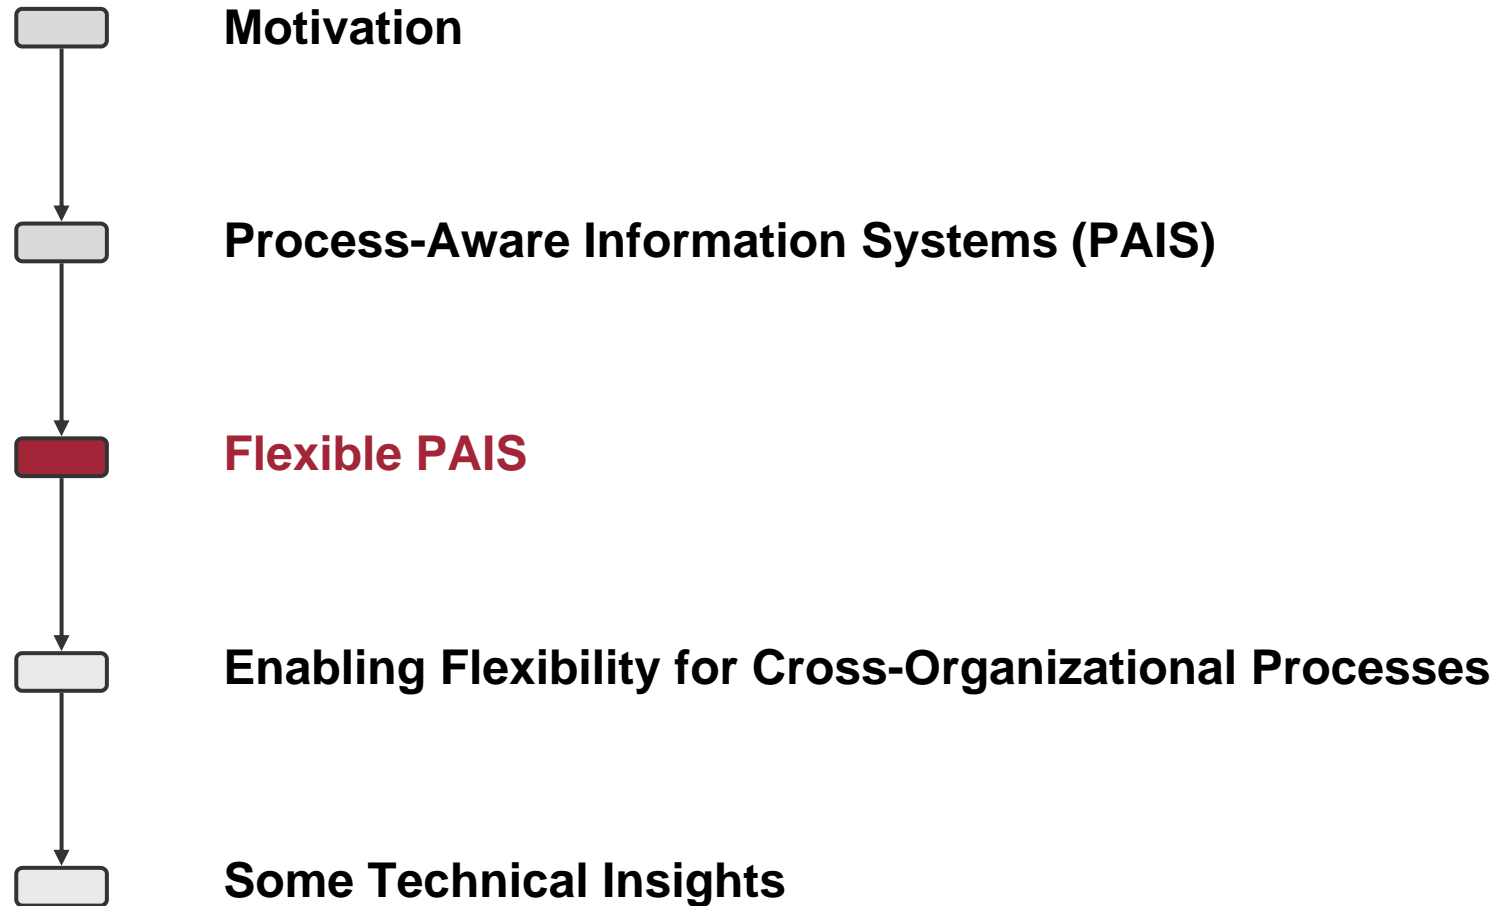 Motivation
Process-Aware Information Systems (PAIS)
Flexible PAIS
Enabling Flexibility for Cross-Organizational Processes
Some Technical Insights